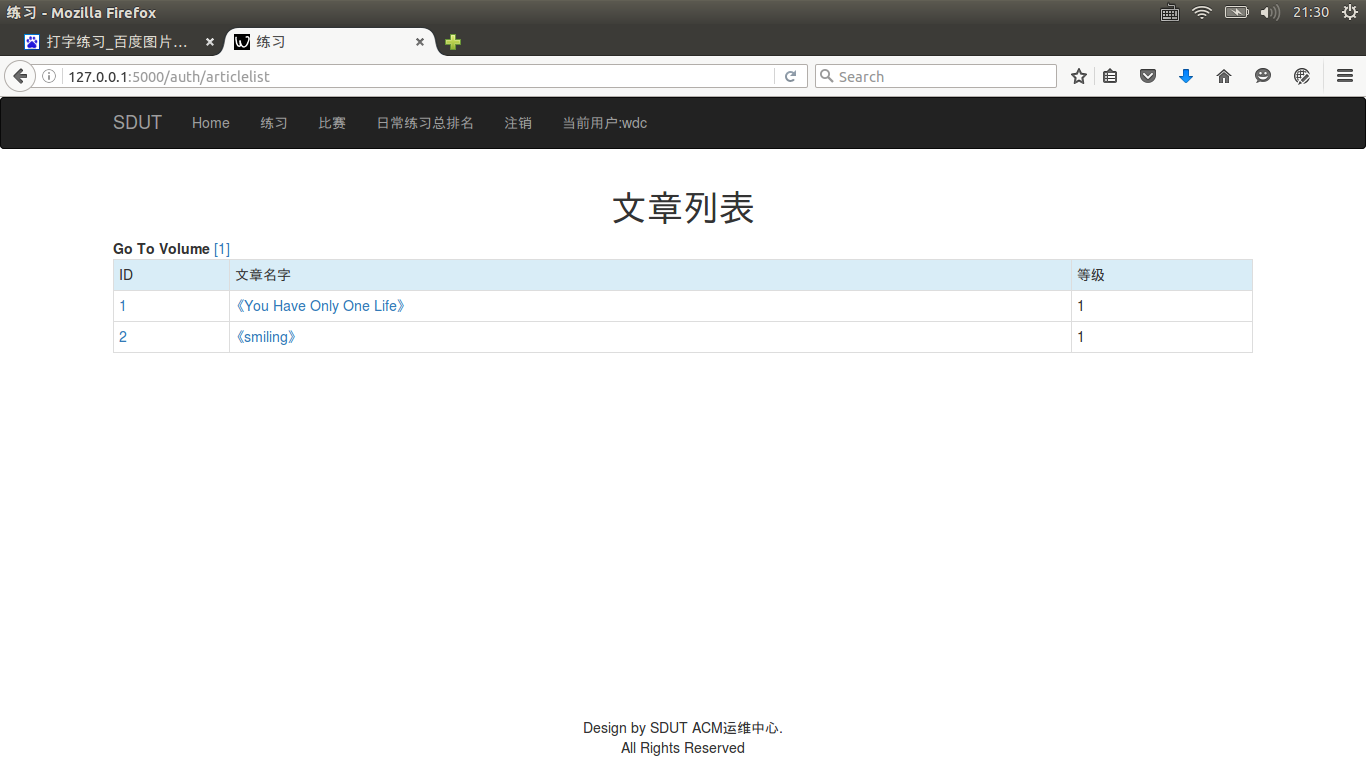 练习 - Mozilla Firefox
21:30
打字练习_百度图片...
练习
127.0.0.1:5000/auth/articlelist
Search
SDUT Home 练习 比赛 日常练习总排名 注销 当前用户:wdc
文章列表
Go To Volume [1]
ID 文章名字 等级
1 《You Have Only One Life》 1
2 《smiling》 1
Design by SDUT ACM运维中心.
All Rights Reserved